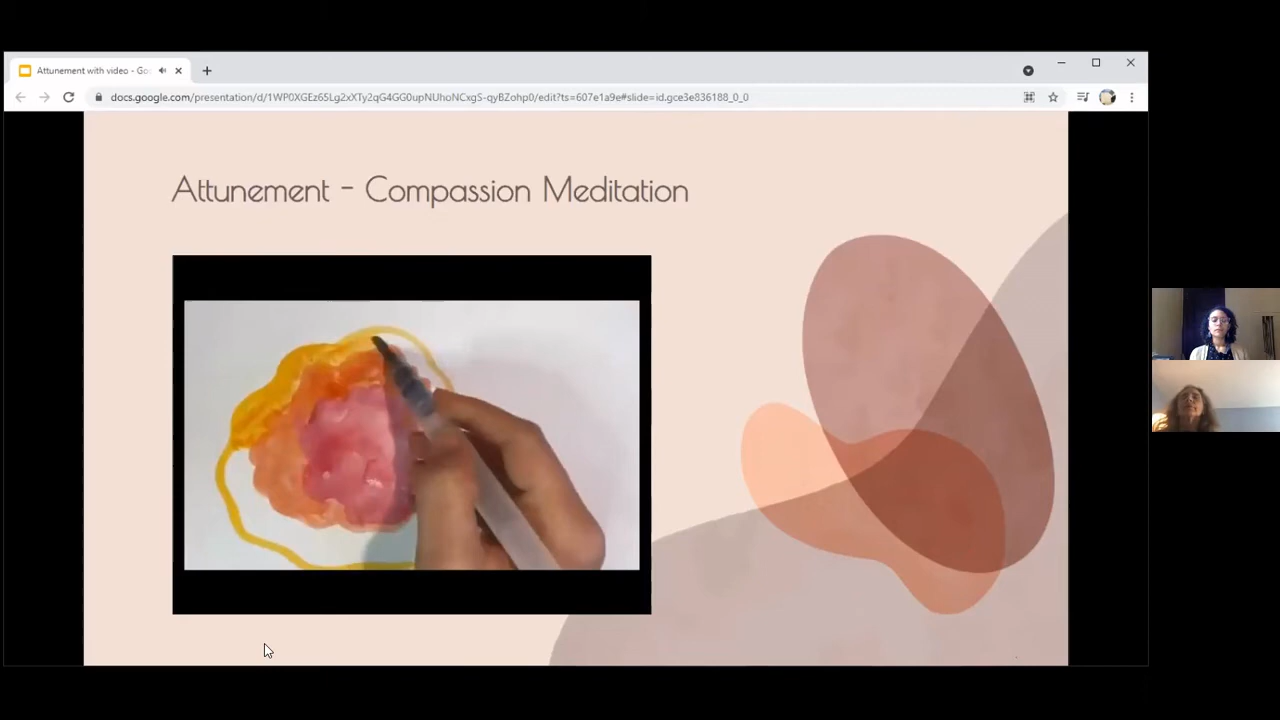 Attunement with video - Go
docs.google.com/presentation/d/1WP0XGEz65Lg2xXTy2qG4GG0upNUhoNCxgS-qyBZohp0/edit?ts=607e1a9e#slide=id.gce3e836188_0_0
Attunement - Compassion Meditation